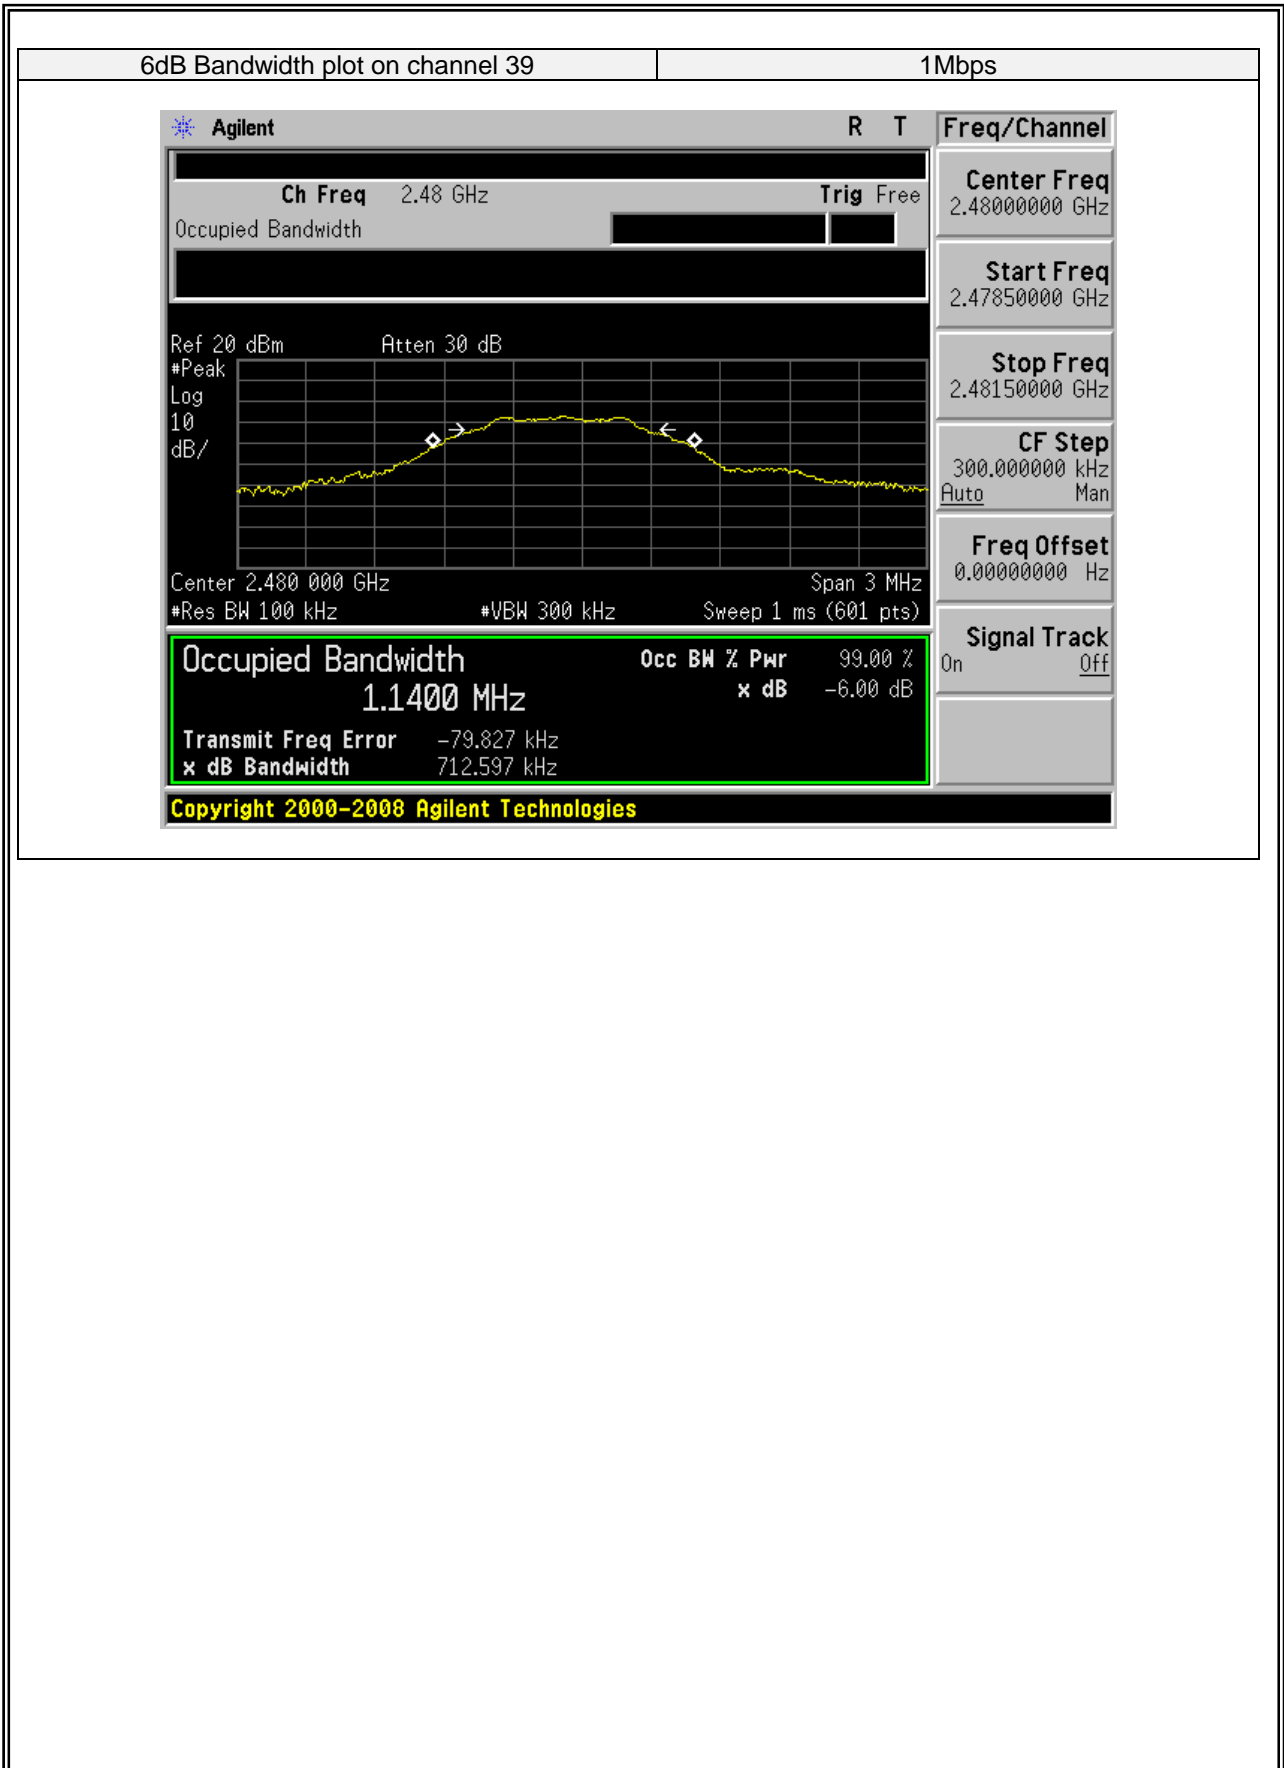 6dB Bandwidth plot on channel 39 1Mbps
Agilent R T Freq/Channel
Ch Freq 2.48 GHz Trig Free
Occupied Bandwidth
Center Freq
2.48000000 GHz
Start Freq
2.47850000 GHz
Stop Freq
2.48150000 GHz
CF Step
300.000000 kHz
Auto Man
Freq Offset
0.00000000 Hz
Signal Track
On Off
Ref 20 dBm Atten 30 dB
#Peak
Log
10
dB/
Center 2.480 000 GHz Span 3 MHz
#Res BW 100 kHz #VBW 300 kHz Sweep 1 ms (601 pts)
Occupied Bandwidth Occ BW % Pwr 99.00 %
1.1400 MHz x dB -6.00 dB
Transmit Freq Error -79.827 kHz
x dB Bandwidth 712.597 kHz
Copyright 2000-2008 Agilent Technologies